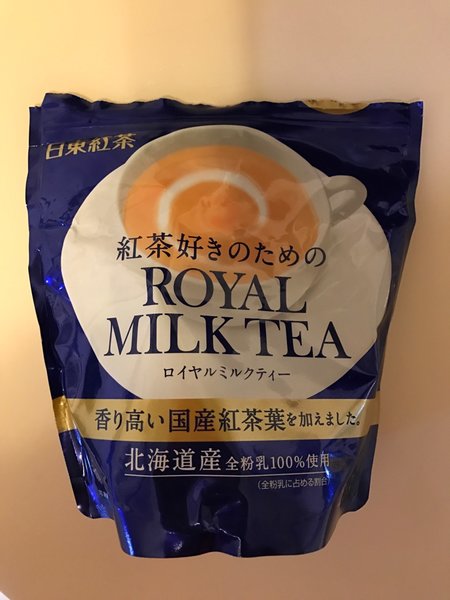 日東紅茶
紅茶好きのための
ROYAL
MILK TEA
ロイヤルミルクティー
香り高い国産紅茶葉を加えました。
北海道産 全粉乳100%使用
(全粉乳に占める割合)